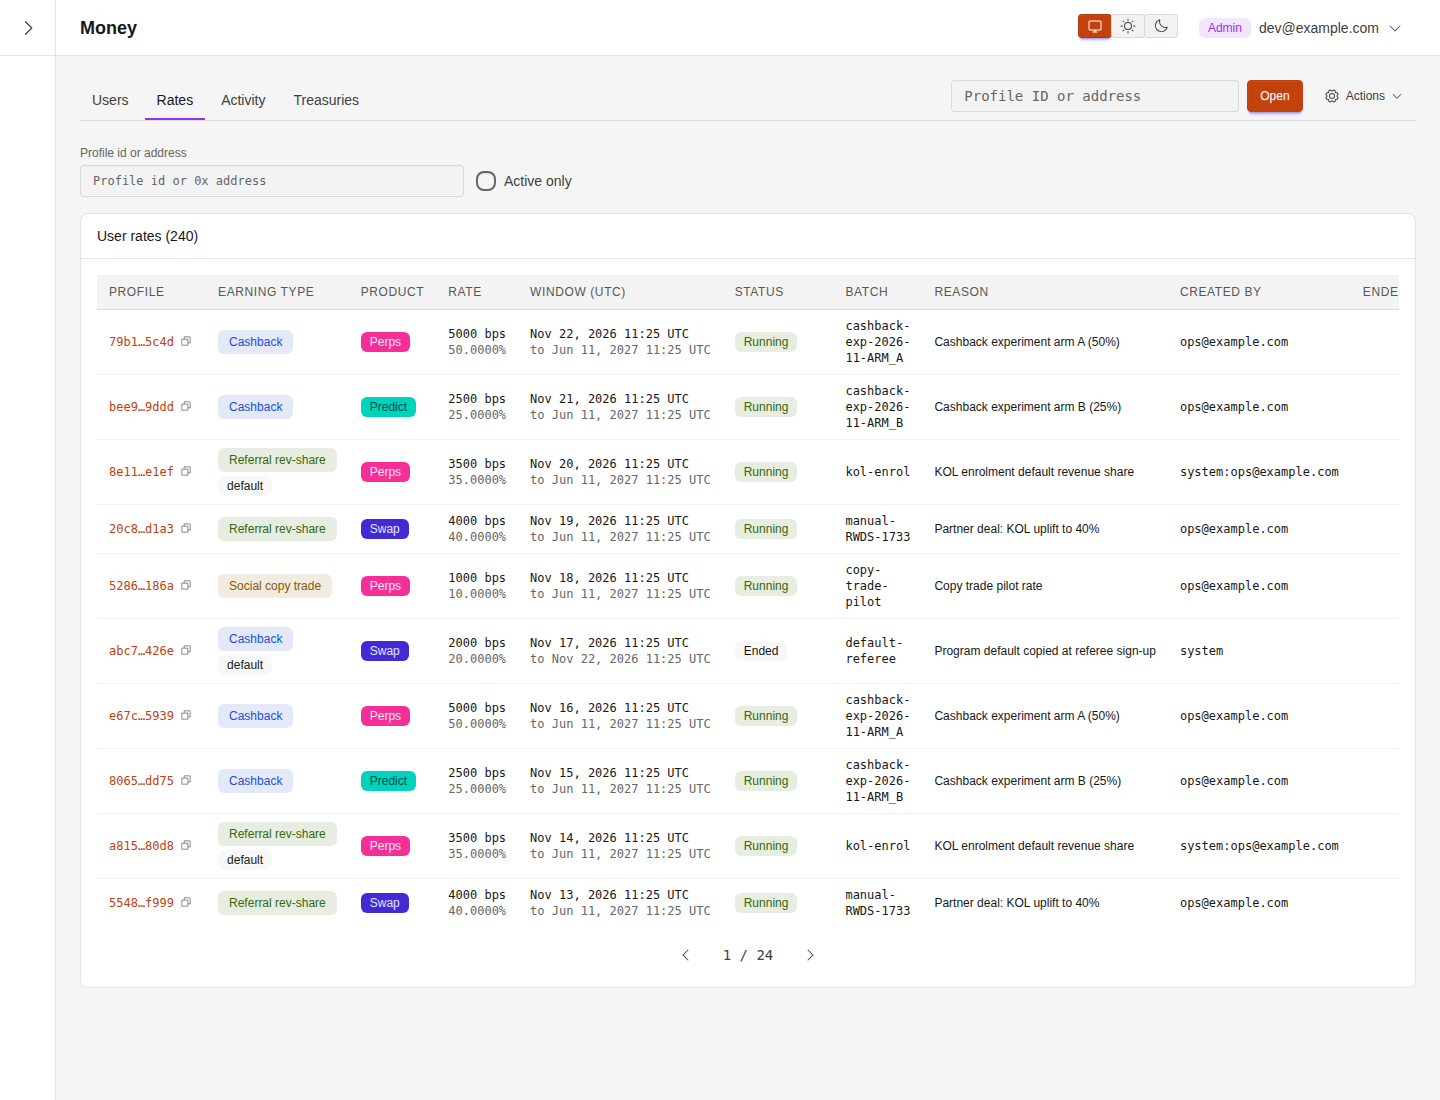 Money
Admin
dev@example.com
Users
Rates
Activity
Treasuries
Profile ID or address
Open
Actions
Profile id or address
Profile id or 0x address
Active only
User rates (240)
PROFILE EARNING TYPE PRODUCT RATE WINDOW (UTC) STATUS BATCH REASON CREATED BY ENDE
79b1…5c4d Cashback Perps 5000 bps Nov 22, 2026 11:25 UTC Running cashback- Cashback experiment arm A (50%) ops@example.com
50.0000% to Jun 11, 2027 11:25 UTC exp-2026-
11-ARM_A
bee9…9ddd Cashback Predict 2500 bps Nov 21, 2026 11:25 UTC Running cashback- Cashback experiment arm B (25%) ops@example.com
25.0000% to Jun 11, 2027 11:25 UTC exp-2026-
11-ARM_B
8e11…e1ef Referral rev-share Perps 3500 bps Nov 20, 2026 11:25 UTC Running kol-enrol KOL enrolment default revenue share system:ops@example.com
default 35.0000% to Jun 11, 2027 11:25 UTC
20c8…d1a3 Referral rev-share Swap 4000 bps Nov 19, 2026 11:25 UTC Running manual- Partner deal: KOL uplift to 40% ops@example.com
40.0000% to Jun 11, 2027 11:25 UTC RWDS-1733
5286…186a Social copy trade Perps 1000 bps Nov 18, 2026 11:25 UTC Running copy- Copy trade pilot rate ops@example.com
10.0000% to Jun 11, 2027 11:25 UTC trade-
pilot
abc7…426e Cashback Swap 2000 bps Nov 17, 2026 11:25 UTC Ended default- Program default copied at referee sign-up system
default 20.0000% to Nov 22, 2026 11:25 UTC referee
e67c…5939 Cashback Perps 5000 bps Nov 16, 2026 11:25 UTC Running cashback- Cashback experiment arm A (50%) ops@example.com
50.0000% to Jun 11, 2027 11:25 UTC exp-2026-
11-ARM_A
8065…dd75 Cashback Predict 2500 bps Nov 15, 2026 11:25 UTC Running cashback- Cashback experiment arm B (25%) ops@example.com
25.0000% to Jun 11, 2027 11:25 UTC exp-2026-
11-ARM_B
a815…80d8 Referral rev-share Perps 3500 bps Nov 14, 2026 11:25 UTC Running kol-enrol KOL enrolment default revenue share system:ops@example.com
default 35.0000% to Jun 11, 2027 11:25 UTC
5548…f999 Referral rev-share Swap 4000 bps Nov 13, 2026 11:25 UTC Running manual- Partner deal: KOL uplift to 40% ops@example.com
40.0000% to Jun 11, 2027 11:25 UTC RWDS-1733
1 / 24